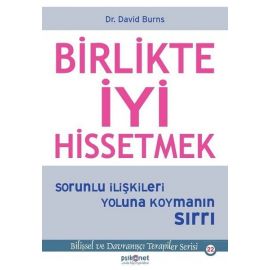 Dr. David Burns
BİRLİKTE
İYİ
HİSSETMEK
SORUNLU İLİŞKİLERİ
YOLUNA KOYMANIN
SIRRI
Bilişsel ve Davranışçı Terapiler Serisi 22
psikonet